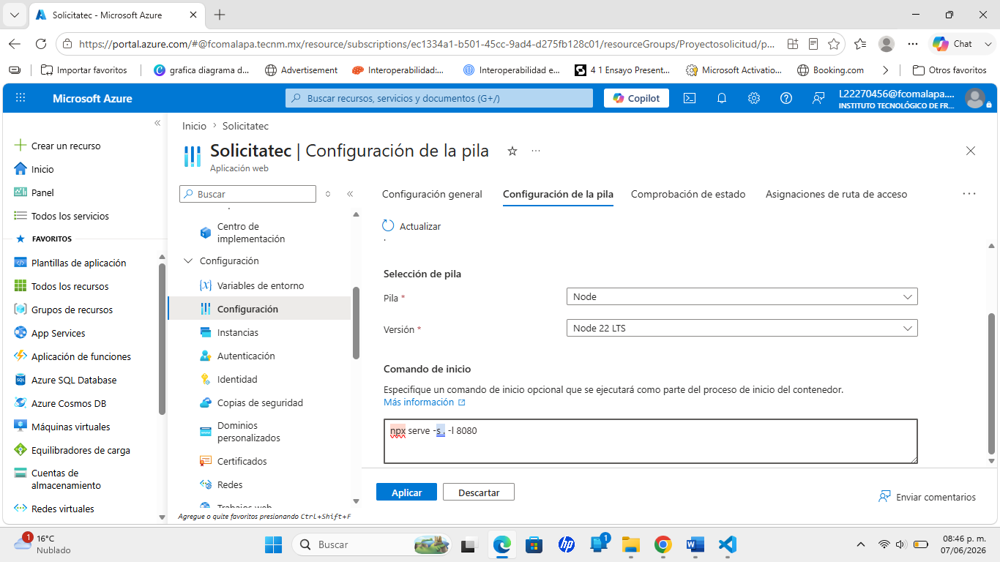 Solicitatec - Microsoft Azure
https://portal.azure.com/#@fcomalapa.tecnm.mx/resource/subscriptions/ec1334a1-b501-45cc-9ad4-d275fb128c01/resourceGroups/Proyectosolicitud/p...
Chat
Importar favoritos
grafica diagrama d...
Advertisement
Interoperabilidad:...
Interoperabilidad e...
4 1 Ensayo Present...
Microsoft Activatio...
Booking.com
Otros favoritos
Microsoft Azure
Buscar recursos, servicios y documentos (G+/)
Copilot
L22270456@fcomalapa....
INSTITUTO TECNOLÓGICO DE FR...
Crear un recurso
Inicio
Panel
Todos los servicios
FAVORITOS
Plantillas de aplicación
Todos los recursos
Grupos de recursos
App Services
Aplicación de funciones
Azure SQL Database
Azure Cosmos DB
Máquinas virtuales
Equilibradores de carga
Cuentas de
almacenamiento
Redes virtuales
Inicio > Solicitatec
Solicitatec | Configuración de la pila
Aplicación web
Buscar
Centro de
implementación
Configuración
Variables de entorno
Configuración
Instancias
Autenticación
Identidad
Copias de seguridad
Dominios
personalizados
Certificados
Redes
Trabajos web
Agregue o quite favoritos presionando Ctrl+Shift+F
Configuración general
Configuración de la pila
Comprobación de estado
Asignaciones de ruta de acceso
Actualizar
Selección de pila
Pila *
Node
Versión *
Node 22 LTS
Comando de inicio
Especifique un comando de inicio opcional que se ejecutará como parte del proceso de inicio del contenedor.
Más información
npx serve -s . -l 8080
Aplicar
Descartar
Enviar comentarios
1
16°C
Nublado
Buscar
1
08:46 p. m.
07/06/2026